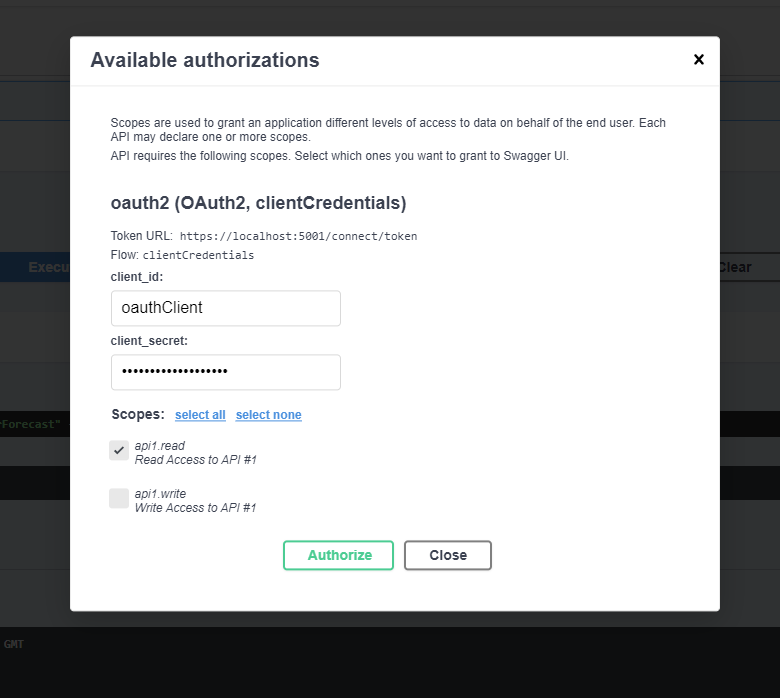 Available authorizations
Scopes are used to grant an application different levels of access to data on behalf of the end user. Each
API may declare one or more scopes.
API requires the following scopes. Select which ones you want to grant to Swagger UI.
oauth2 (OAuth2, clientCredentials)
Token URL: https://localhost:5001/connect/token
Flow: clientCredentials
Execu
Clear
client_id:
oauthClient
client_secret:
•••••••••••••••••••
Scopes: select all select none
rForecast"
api1.read
Read Access to API #1
api1.write
Write Access to API #1
Authorize
Close
GMT